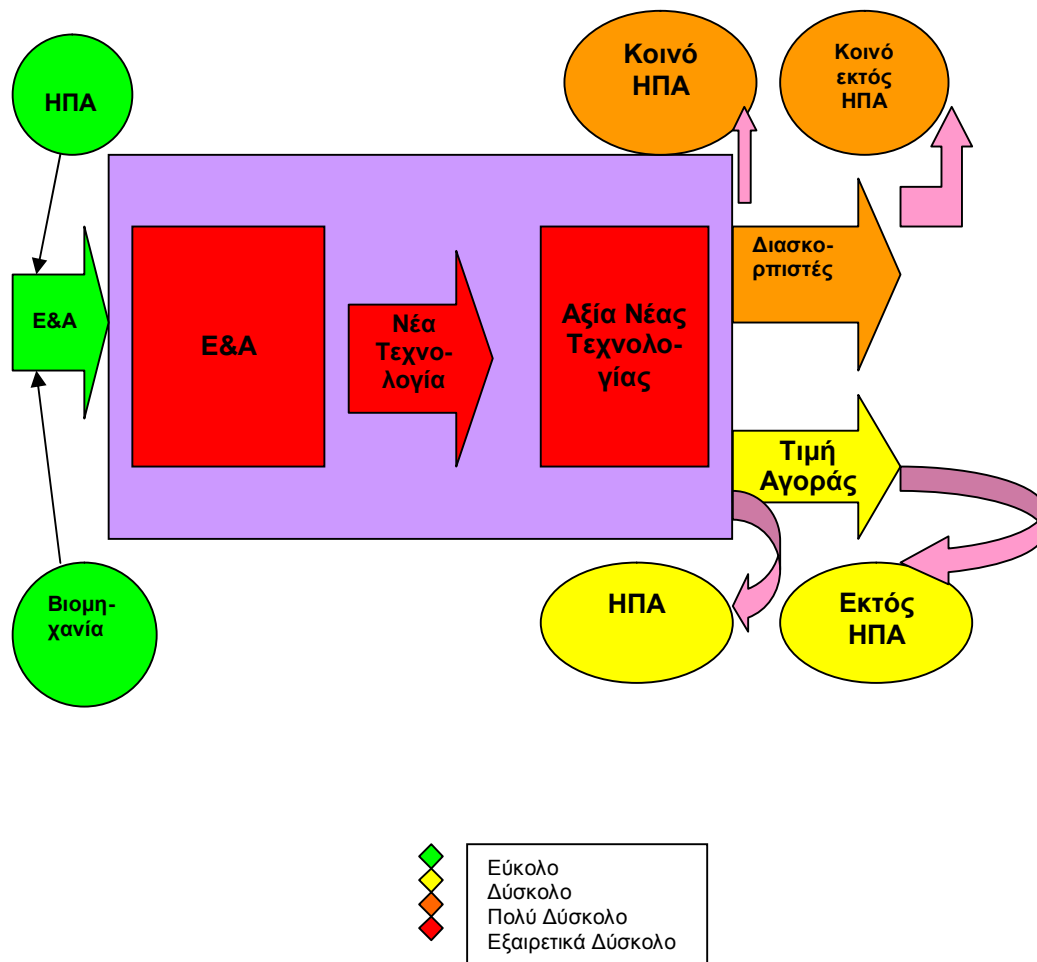 ΗΠΑ
Κοινό
ΗΠΑ
Κοινό
εκτός
ΗΠΑ
Ε&Α
Ε&Α
Νέα
Τεχνο-
λογία
Αξία Νέας
Τεχνολο-
γίας
Διασκο-
ρπιστές
Τιμή
Αγοράς
Βιομη-
χανία
ΗΠΑ
Εκτός
ΗΠΑ
Εύκολο
Δύσκολο
Πολύ Δύσκολο
Εξαιρετικά Δύσκολο